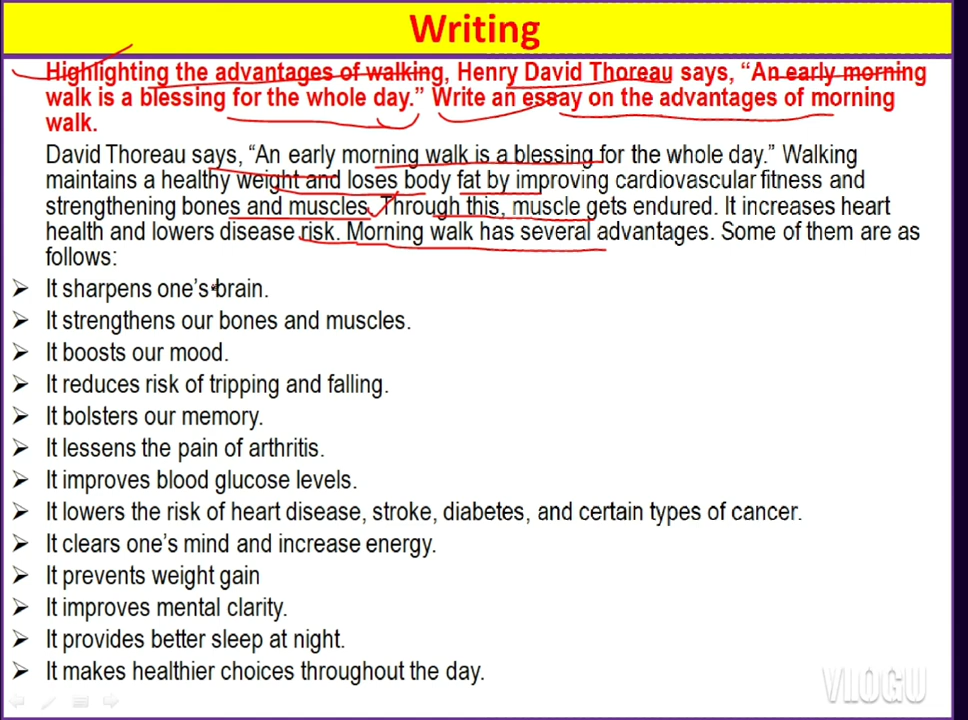 Writing
Highlighting the advantages of walking, Henry David Thoreau says, “An early morning
walk is a blessing for the whole day.” Write an essay on the advantages of morning
walk.
David Thoreau says, “An early morning walk is a blessing for the whole day.” Walking
maintains a healthy weight and loses body fat by improving cardiovascular fitness and
strengthening bones and muscles. Through this, muscle gets endured. It increases heart
health and lowers disease risk. Morning walk has several advantages. Some of them are as
follows:
➢ It sharpens one’s brain.
➢ It strengthens our bones and muscles.
➢ It boosts our mood.
➢ It reduces risk of tripping and falling.
➢ It bolsters our memory.
➢ It lessens the pain of arthritis.
➢ It improves blood glucose levels.
➢ It lowers the risk of heart disease, stroke, diabetes, and certain types of cancer.
➢ It clears one’s mind and increase energy.
➢ It prevents weight gain
➢ It improves mental clarity.
➢ It provides better sleep at night.
➢ It makes healthier choices throughout the day.
VLOGU